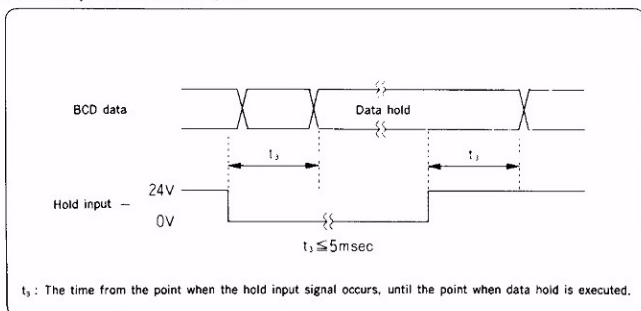 BCD data
Data hold
t₃
t₃
24V
Hold input —
0V
t₃≦5msec
t₃ : The time from the point when the hold input signal occurs, until the point when data hold is executed.